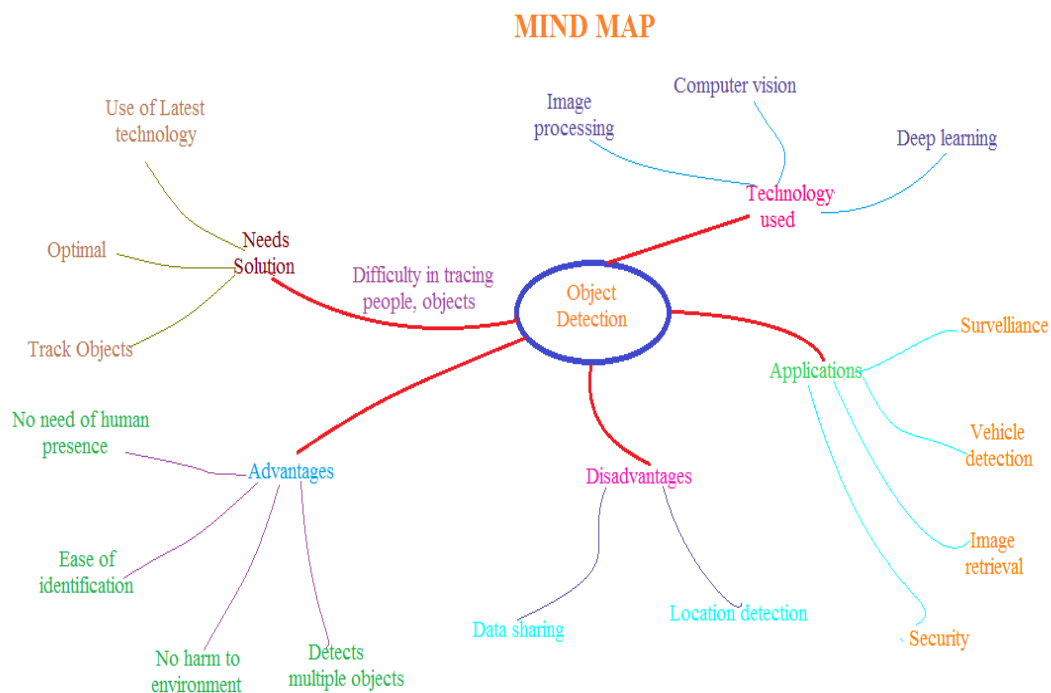 MIND MAP
Use of Latest
technology
Optimal
Track Objects
Needs
Solution
Difficulty in tracing
people, objects
Object
Detection
Image
processing
Computer vision
Deep learning
Technology
used
Applications
Survelliance
Vehicle
detection
Image
retrieval
Security
Disadvantages
Data sharing
Location detection
Advantages
No need of human
presence
Ease of
identification
No harm to
environment
Detects
multiple objects